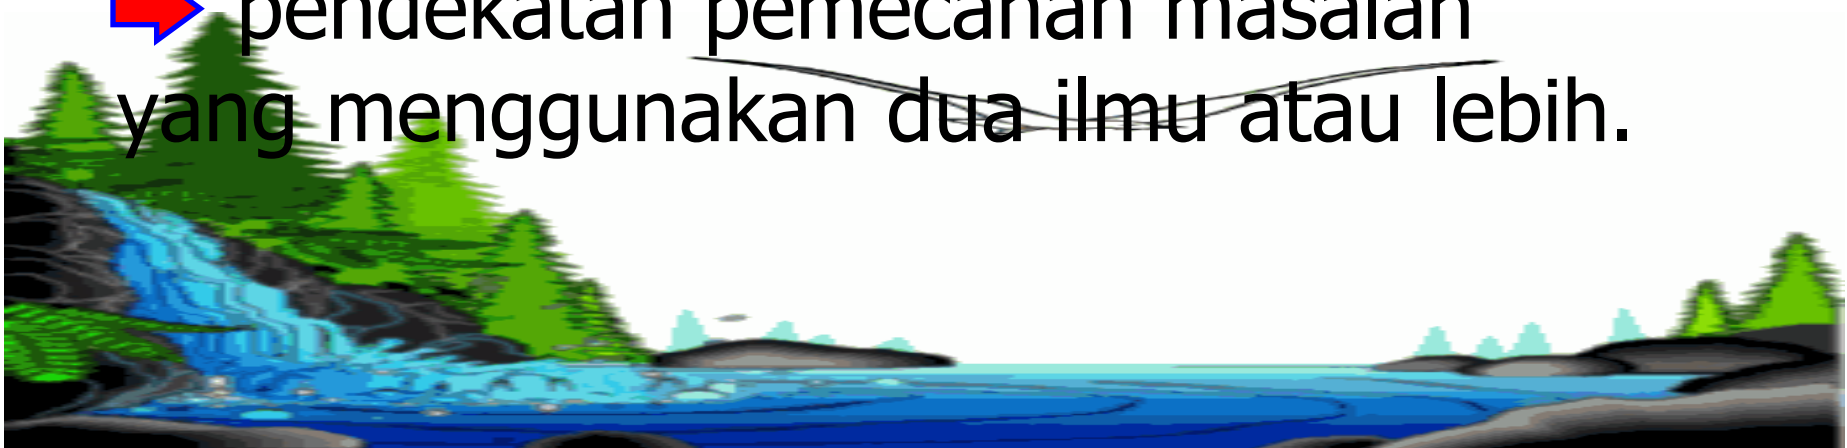 pendekatan pemecahan masalah
yang menggunakan dua ilmu atau lebih.